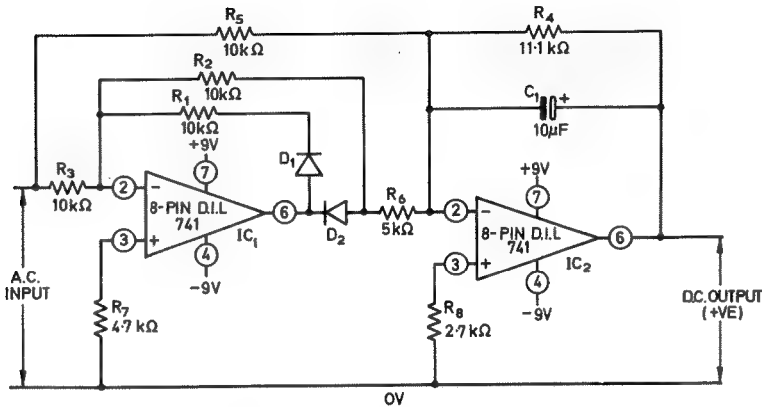 R5
10kΩ
R4
11·1 kΩ
R2
10kΩ
R1
10kΩ
C1
+
10µF
+9V
7
D1
R3
10kΩ
2
-
8-PIN D.I.L
741
6
IC1
D2
R6
5kΩ
+9V
7
2
-
8-PIN D.I.L
741
6
IC2
3
+
4
-9V
3
+
4
-9V
A.C.
INPUT
R7
4·7 kΩ
R8
2·7 kΩ
D.C. OUTPUT
(+VE)
0V